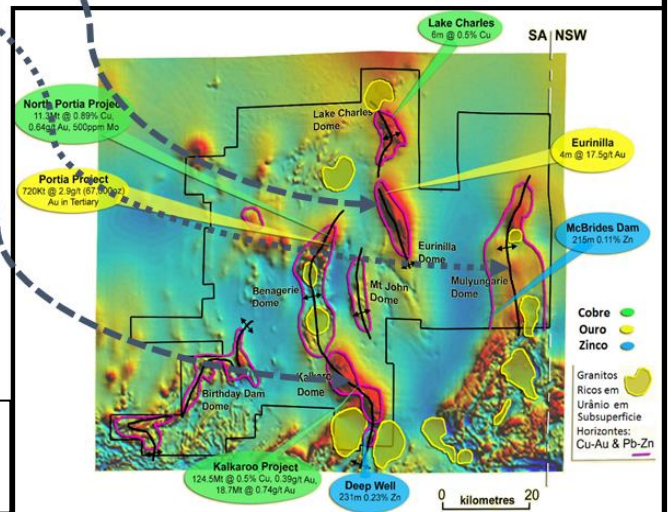 Lake Charles
6m @ 0.5% Cu
SA NSW
North Portia Project
11.3Mt @ 0.89% Cu,
0.64g/t Au, 500ppm Mo
Lake Charles
Dome
Eurinilla
4m @ 17.5g/t Au
Portia Project
720Kt @ 2.9g/t (67,000oz)
Au in Tertiary
McBrides Dam
215m 0.11% Zn
Eurinilla
Dome
Benagerie
Dome
Mt John
Dome
Mulyungarie
Dome
Cobre
Ouro
Zinco
Kalkaroo
Dome
Birthday Dam
Dome
Granitos
Ricos em
Urânio em
Subsuperficie
Horizontes:
Cu-Au & Pb-Zn
Kalkaroo Project
124.5Mt @ 0.5% Cu, 0.39g/t Au,
18.7Mt @ 0.74g/t Au
Deep Well
231m 0.23% Zn
0 kilometres 20